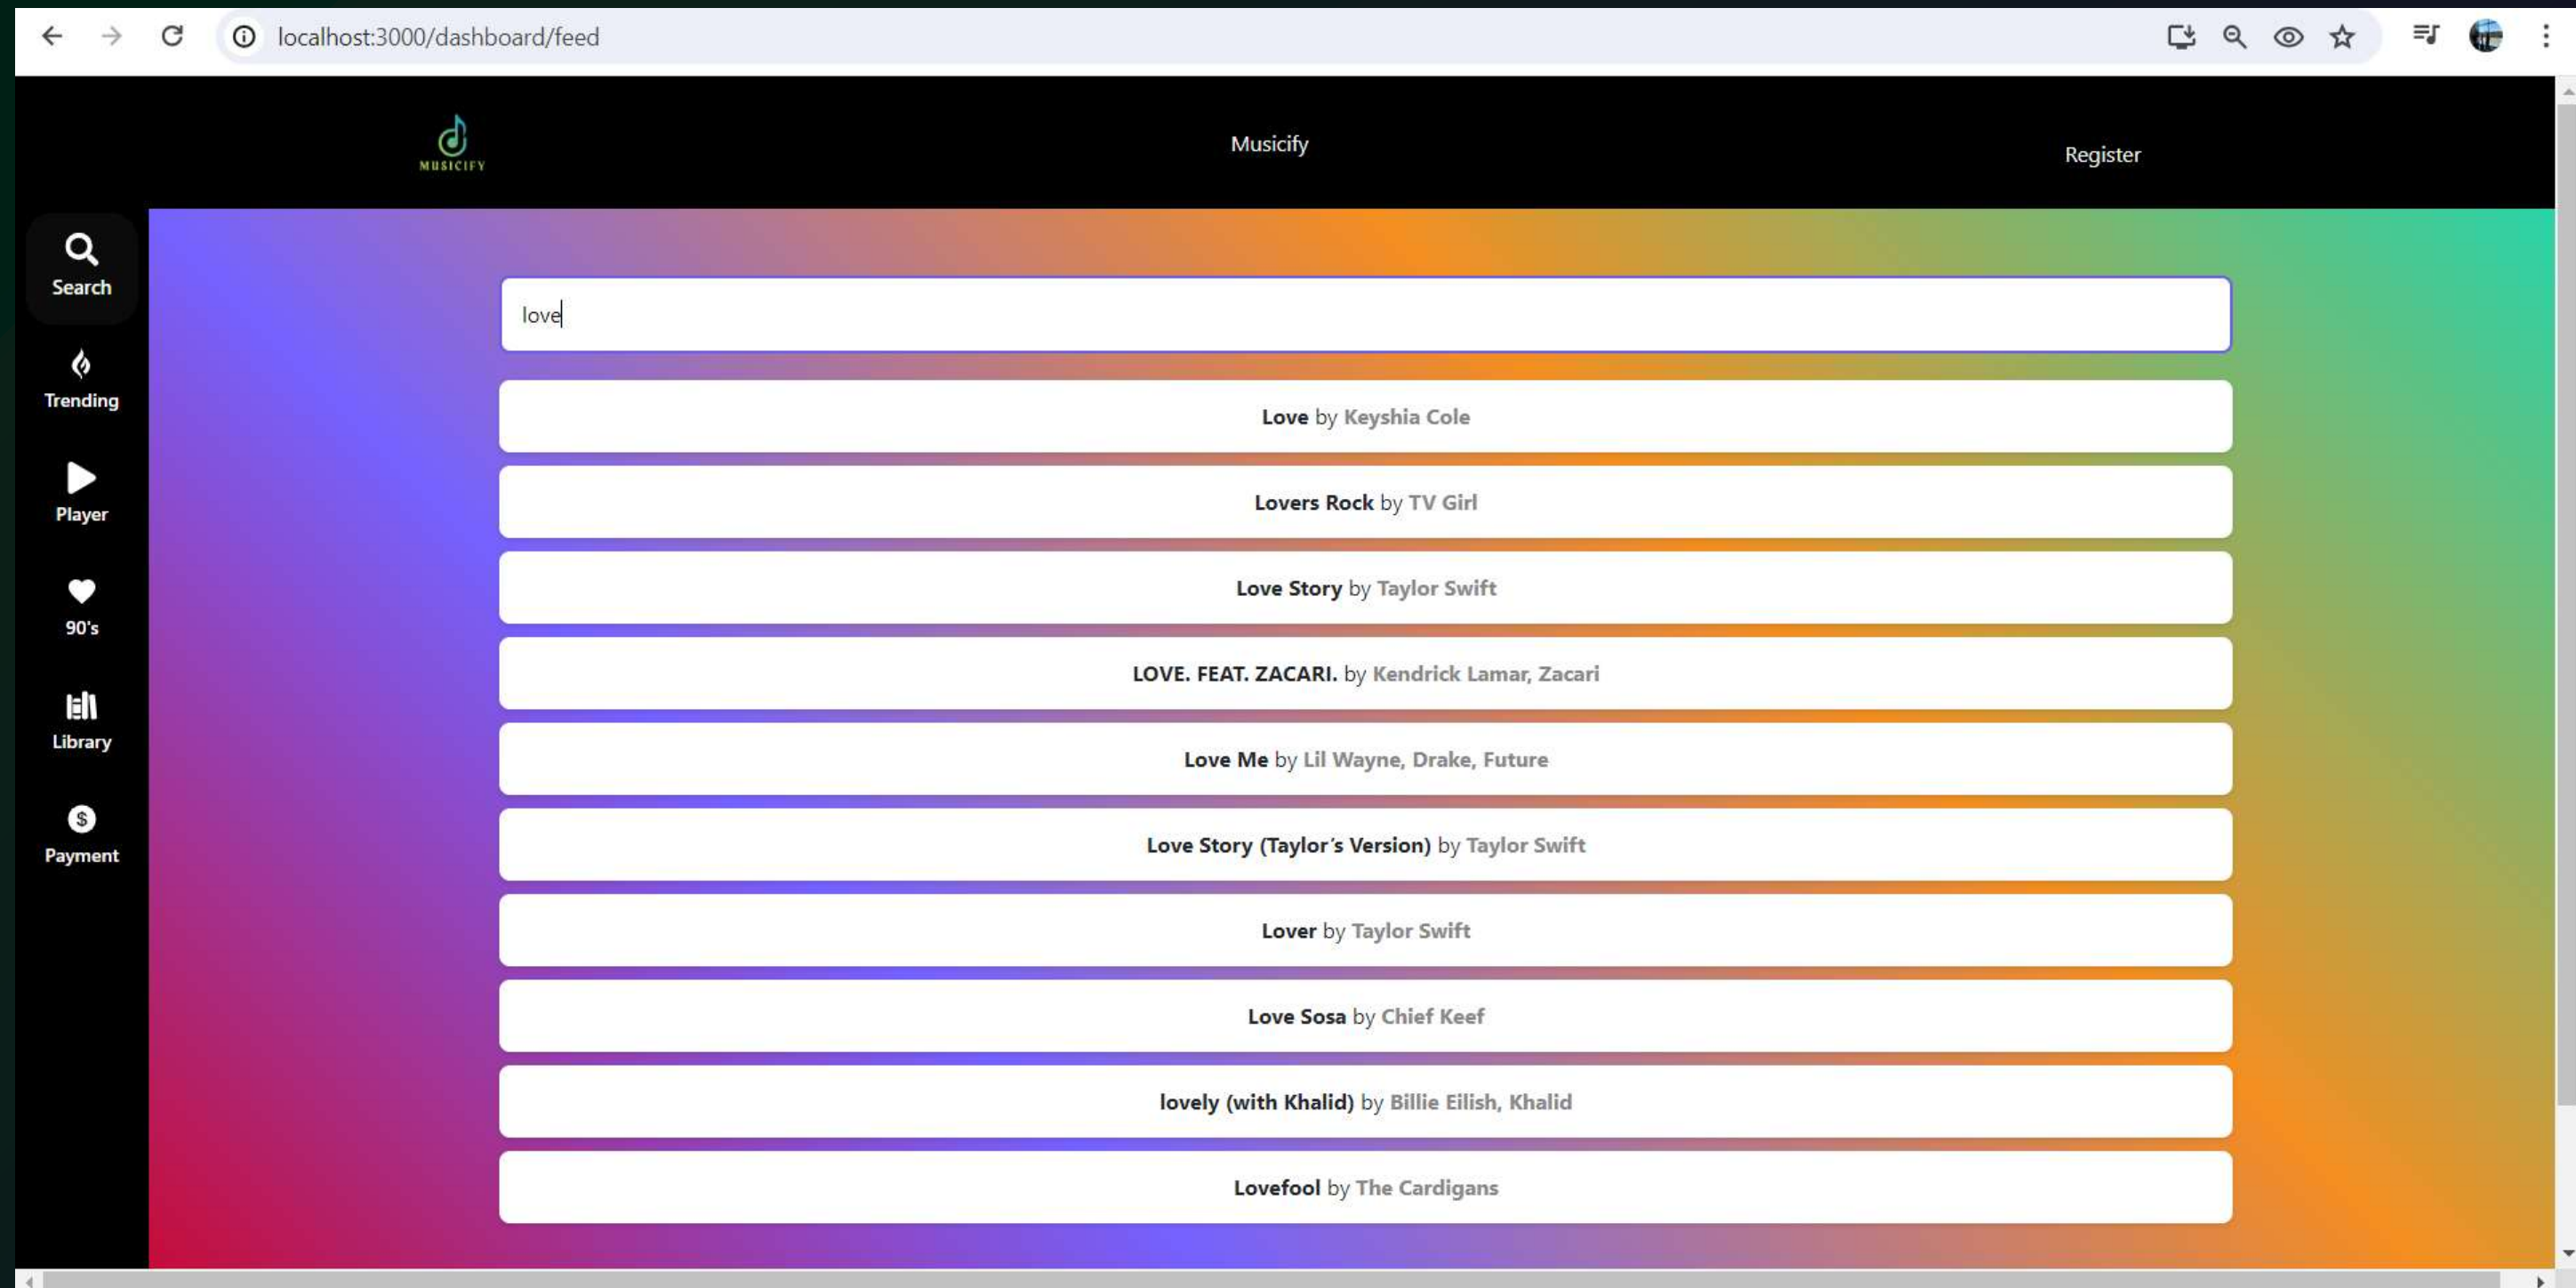 localhost:3000/dashboard/feed
MUSICIFY
Musicify
Register
Search
Trending
Player
90's
Library
Payment
love
Love by Keyshia Cole
Lovers Rock by TV Girl
Love Story by Taylor Swift
LOVE. FEAT. ZACARI. by Kendrick Lamar, Zacari
Love Me by Lil Wayne, Drake, Future
Love Story (Taylor’s Version) by Taylor Swift
Lover by Taylor Swift
Love Sosa by Chief Keef
lovely (with Khalid) by Billie Eilish, Khalid
Lovefool by The Cardigans